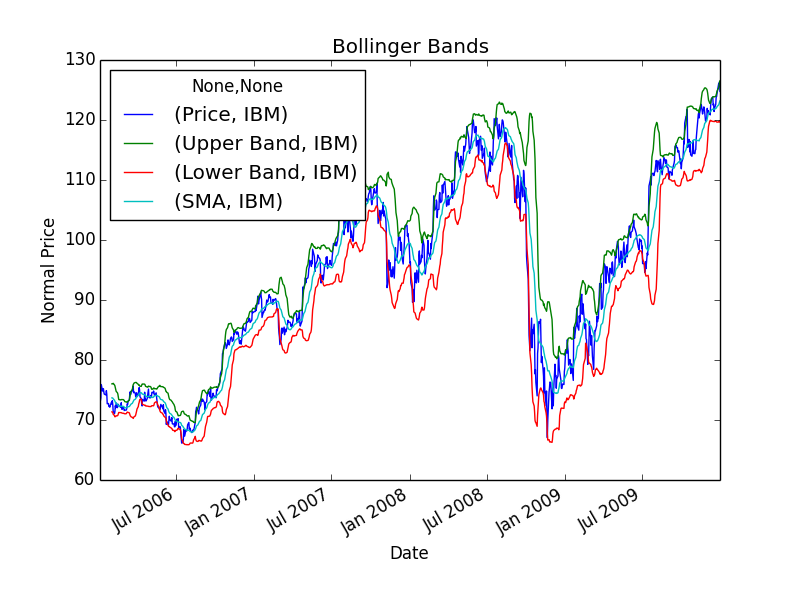 Bollinger Bands
130
120
110
100
90
80
70
60
Normal Price
None,None
(Price, IBM)
(Upper Band, IBM)
(Lower Band, IBM)
(SMA, IBM)
Jul 2006
Jan 2007
Jul 2007
Jan 2008
Jul 2008
Jan 2009
Jul 2009
Date